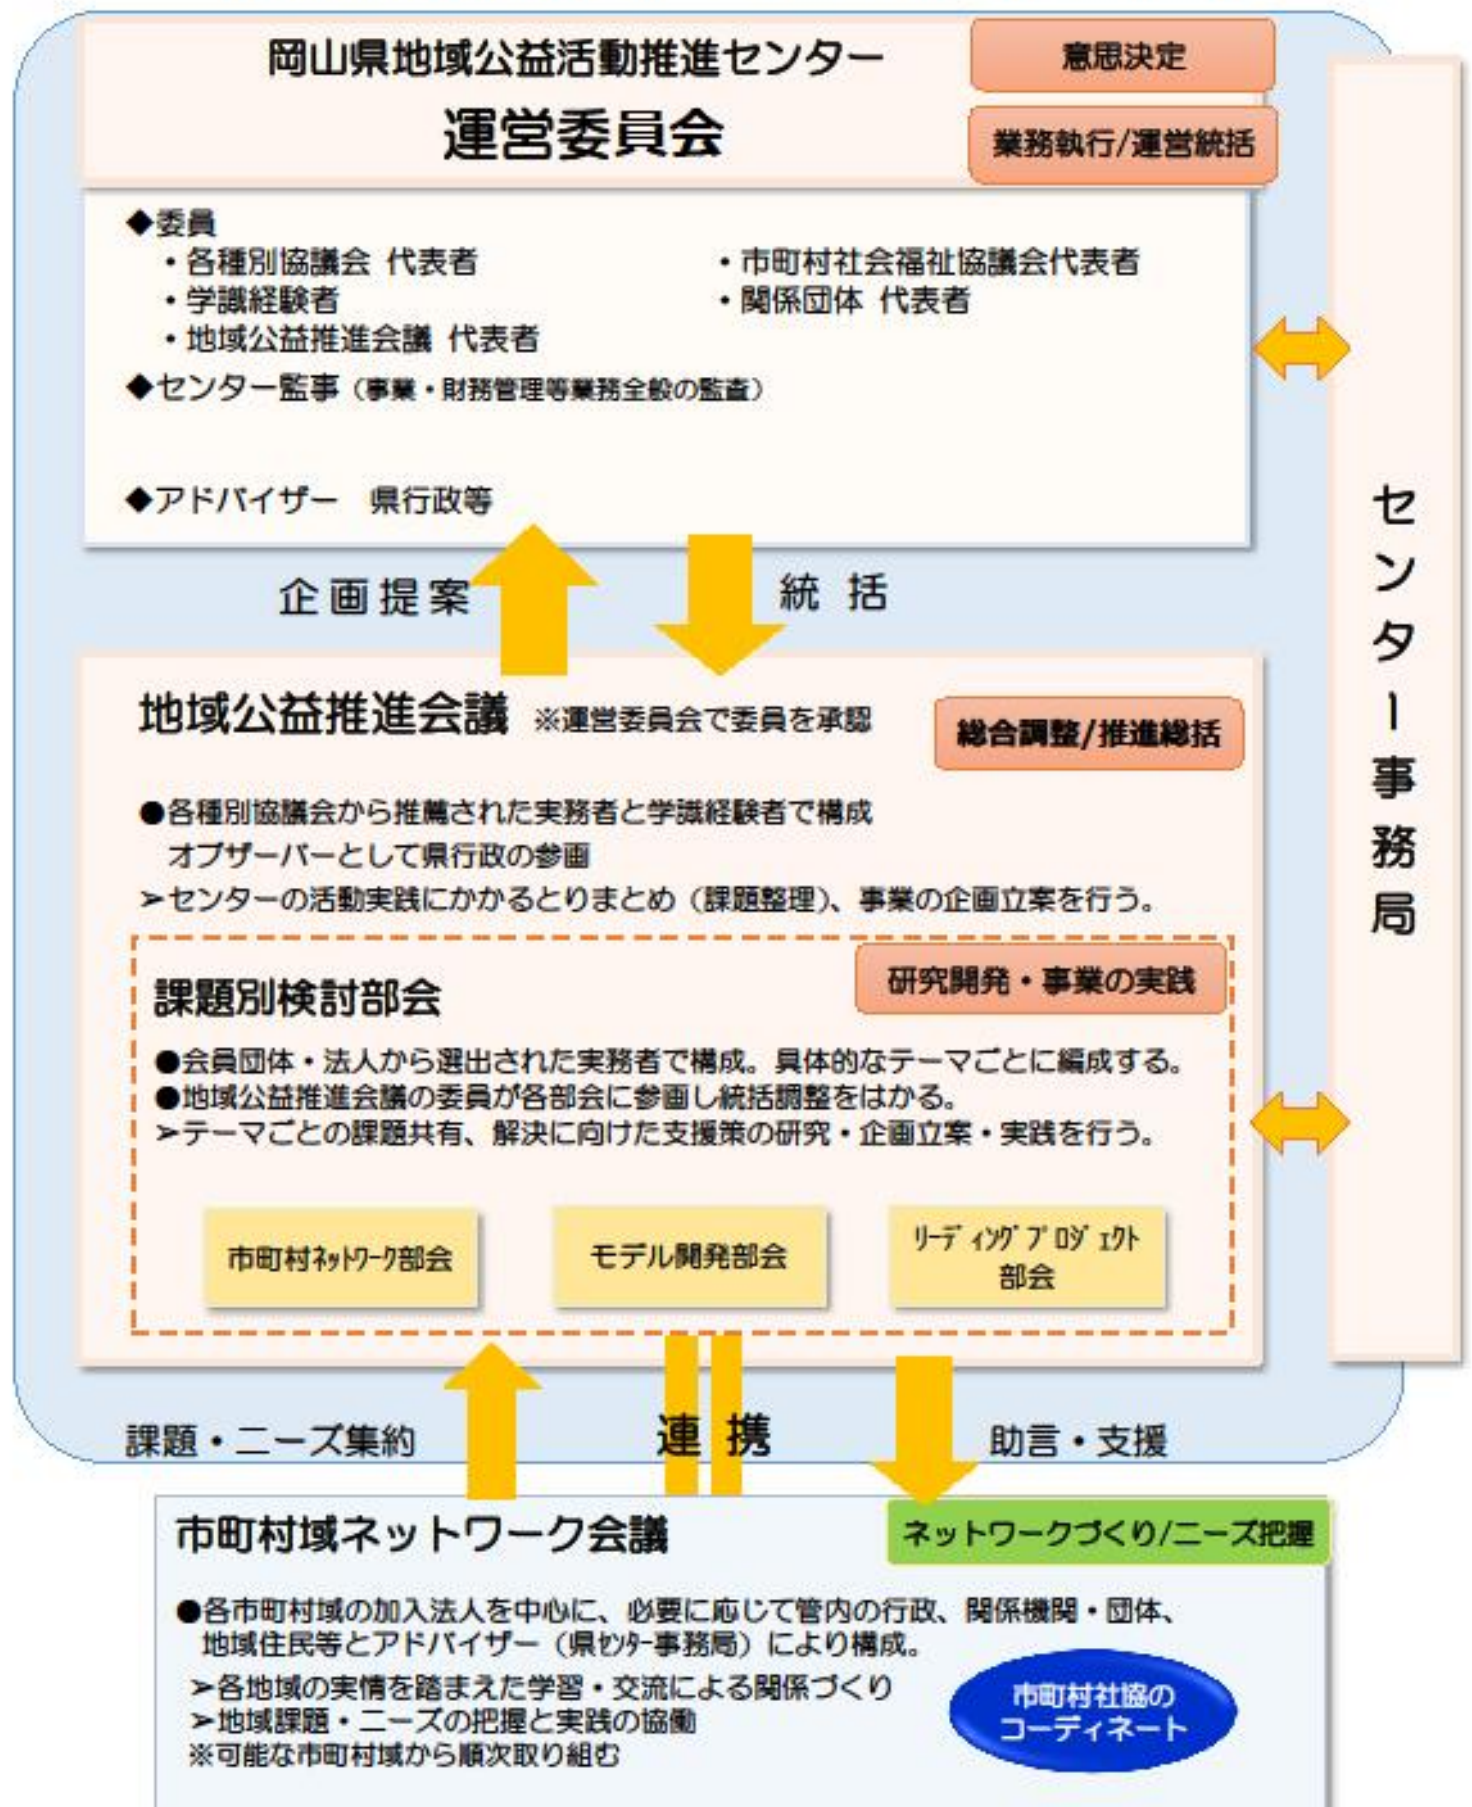 岡山県地域公益活動推進センター
運営委員会
意思決定
業務執行/運営統括
◆委員
・各種別協議会 代表者
・市町村社会福祉協議会代表者
・学識経験者
・関係団体 代表者
・地域公益推進会議 代表者
◆センター監事（事業・財務管理等業務全般の監査）
◆アドバイザー　県行政等
企画提案
統 括
センター事務局
地域公益推進会議 ※運営委員会で委員を承認
総合調整/推進総括
●各種別協議会から推薦された実務者と学識経験者で構成
オブザーバーとして県行政の参画
➢センターの活動実践にかかるとりまとめ（課題整理）、事業の企画立案を行う。
課題別検討部会
研究開発・事業の実践
●会員団体・法人から選出された実務者で構成。具体的なテーマごとに編成する。
●地域公益推進会議の委員が各部会に参画し統括調整をはかる。
➢テーマごとの課題共有、解決に向けた支援策の研究・企画立案・実践を行う。
市町村ﾈｯﾄﾜｰｸ部会
モデル開発部会
ﾘｰﾃﾞｨﾝｸﾞﾌﾟﾛｼﾞｪｸﾄ
部会
課題・ニーズ集約
連 携
助言・支援
市町村域ネットワーク会議
ネットワークづくり/ニーズ把握
●各市町村域の加入法人を中心に、必要に応じて管内の行政、関係機関・団体、
地域住民等とアドバイザー（県ｾﾝﾀｰ事務局）により構成。
➢各地域の実情を踏まえた学習・交流による関係づくり
➢地域課題・ニーズの把握と実践の協働
※可能な市町村域から順次取り組む
市町村社協の
コーディネート